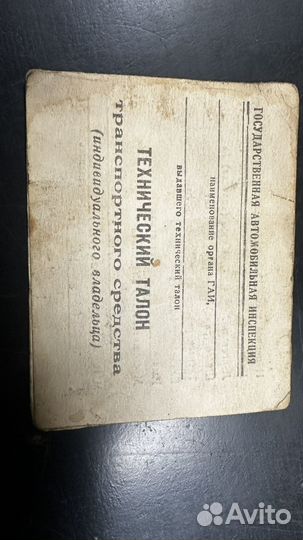 ГОСУДАРСТВЕННАЯ АВТОМОБИЛЬНАЯ ИНСПЕКЦИЯ
наименование органа ГАИ,
выдавшего технический талон
ТЕХНИЧЕСКИЙ ТАЛОН
транспортного средства
(индивидуального владельца)
Avito